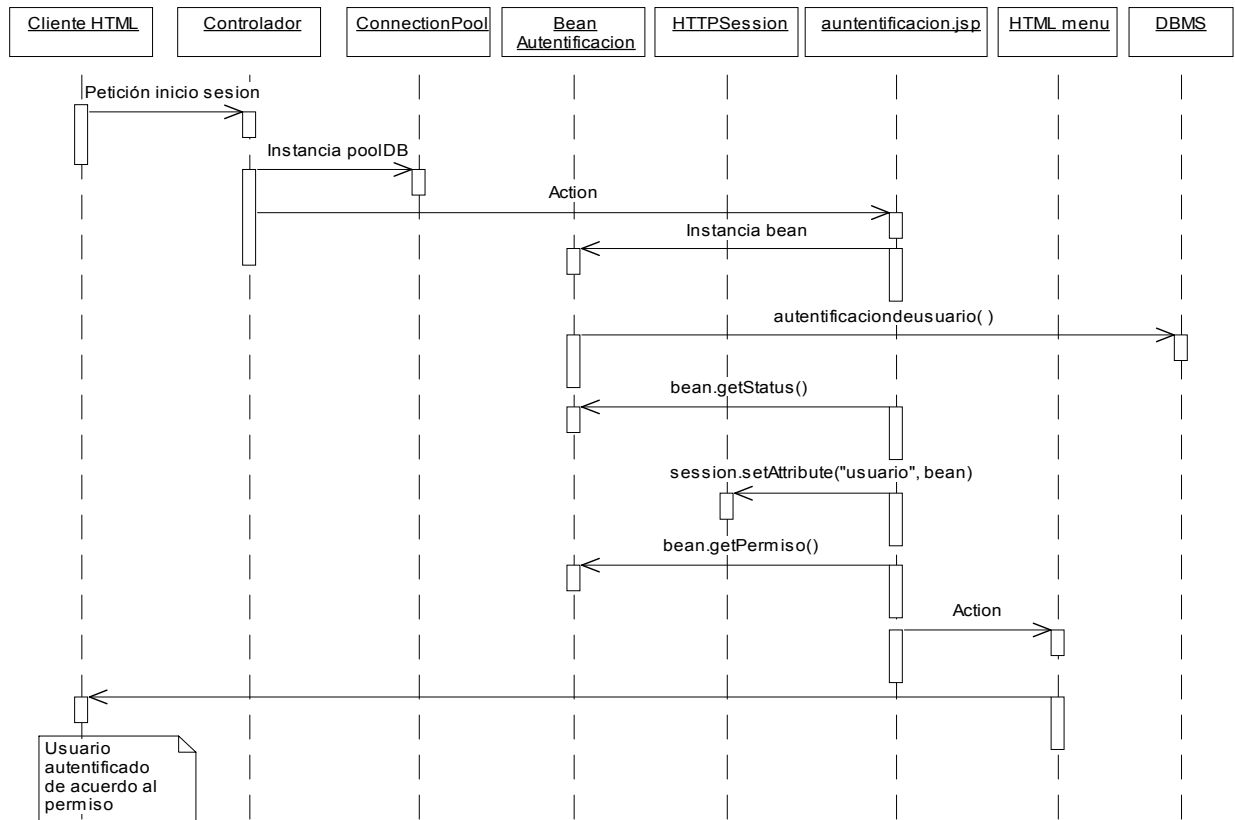 Cliente HTML
Controlador
ConnectionPool
Bean
Autentificacion
HTTPSession
auntentificacion.jsp
HTML menu
DBMS
Petición inicio sesion
Instancia poolDB
Action
Instancia bean
autentificaciondeusuario( )
bean.getStatus()
session.setAttribute("usuario", bean)
bean.getPermiso()
Action
Usuario
autentificado
de acuerdo al
permiso